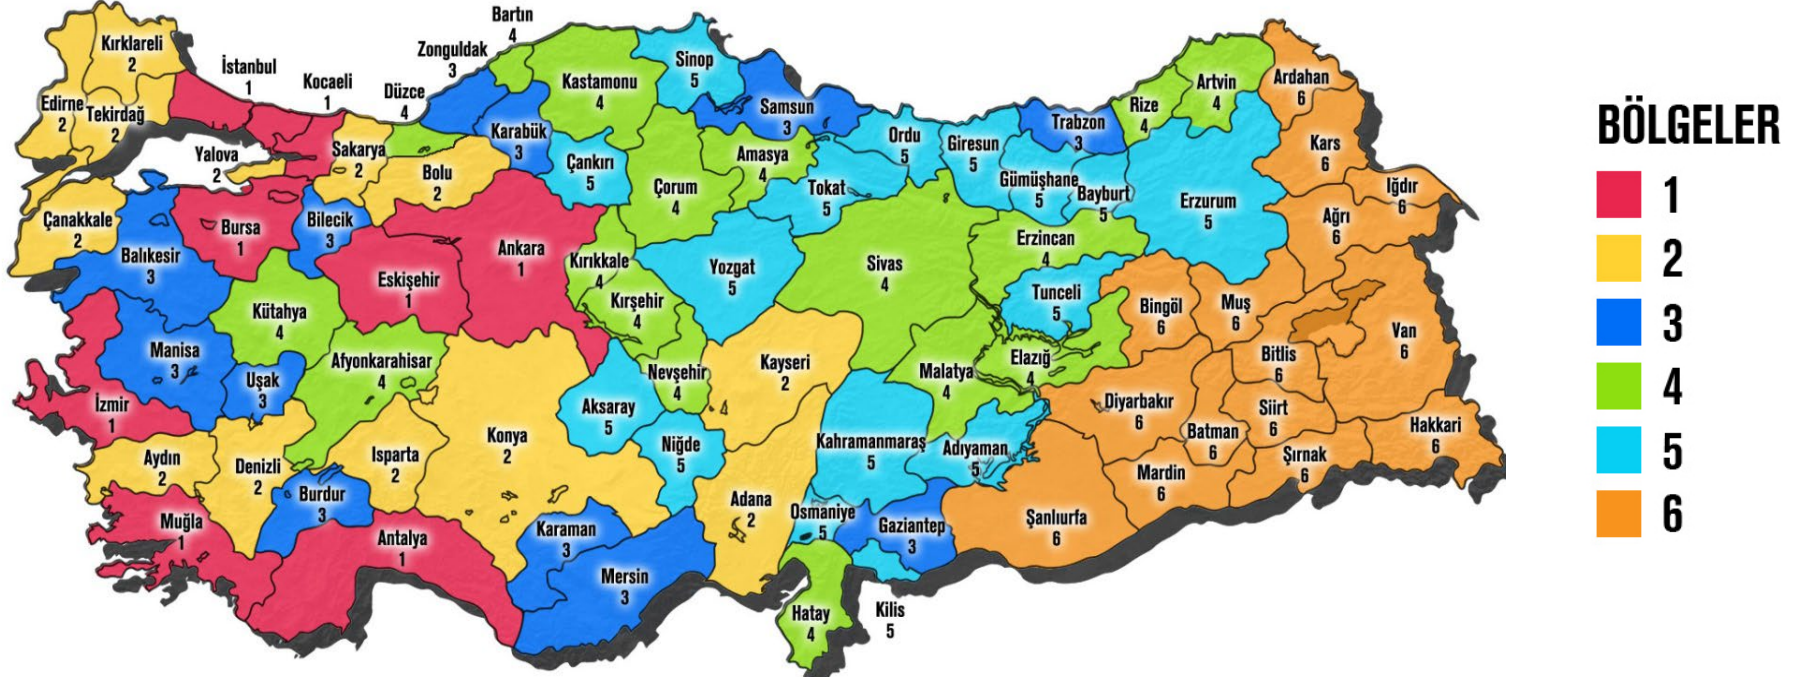 Bartın
4
Kırklareli
2
Zonguldak
3
Sinop
5
İstanbul
1
Kocaeli
1
Düzce
4
Kastamonu
4
Ardahan
6
Artvin
4
Edirne
2
Tekirdağ
2
Samsun
3
Rize
4
Trabzon
3
Karabük
3
Ordu
5
Giresun
5
Kars
6
Yalova
2
Sakarya
2
Bolu
2
Çankırı
5
Amasya
4
Çorum
4
Tokat
5
Gümüşhane
5
Bayburt
5
Erzurum
5
Iğdır
6
Çanakkale
2
Bursa
1
Bilecik
3
Ağrı
6
Balıkesir
3
Ankara
1
Erzincan
4
Kırıkkale
4
Yozgat
5
Sivas
4
Eskişehir
1
Kütahya
4
Kırşehir
4
Tunceli
5
Bingöl
6
Muş
6
Van
6
Manisa
3
Afyonkarahisar
4
Uşak
3
Nevşehir
4
Kayseri
2
Malatya
4
Elazığ
4
Bitlis
6
İzmir
1
Aksaray
5
4
Diyarbakır
6
Siirt
6
Batman
6
Hakkari
6
Konya
2
Niğde
5
Kahramanmaraş
5
Adıyaman
5
Şırnak
6
Mardin
6
Aydın
2
Denizli
2
Isparta
2
Burdur
3
Adana
2
Osmaniye
5
Gaziantep
3
Şanlıurfa
6
Muğla
1
Antalya
1
Karaman
3
Mersin
3
Hatay
4
Kilis
5
BÖLGELER
1
2
3
4
5
6